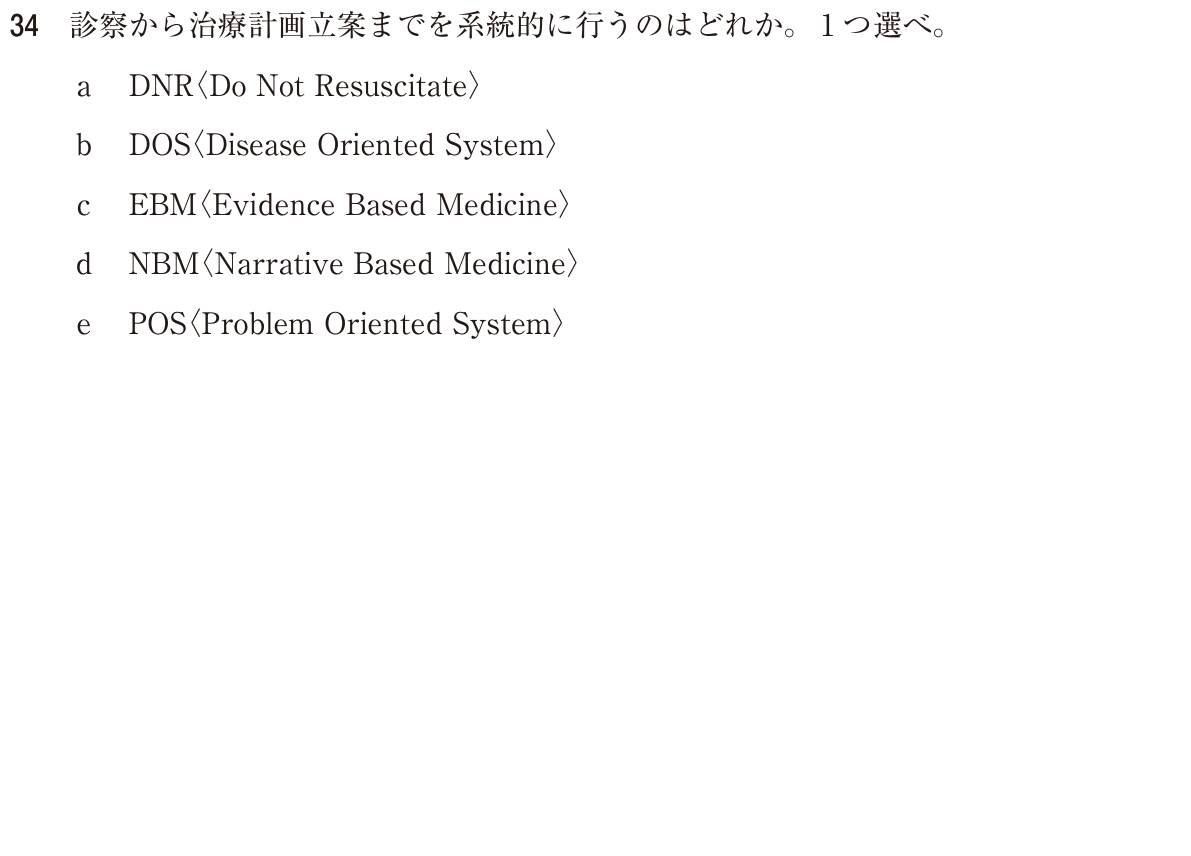 34 診察から治療計画立案までを系統的に行うのはどれか。1つ選べ。
a DNR〈Do Not Resuscitate〉
b DOS〈Disease Oriented System〉
c EBM〈Evidence Based Medicine〉
d NBM〈Narrative Based Medicine〉
e POS〈Problem Oriented System〉